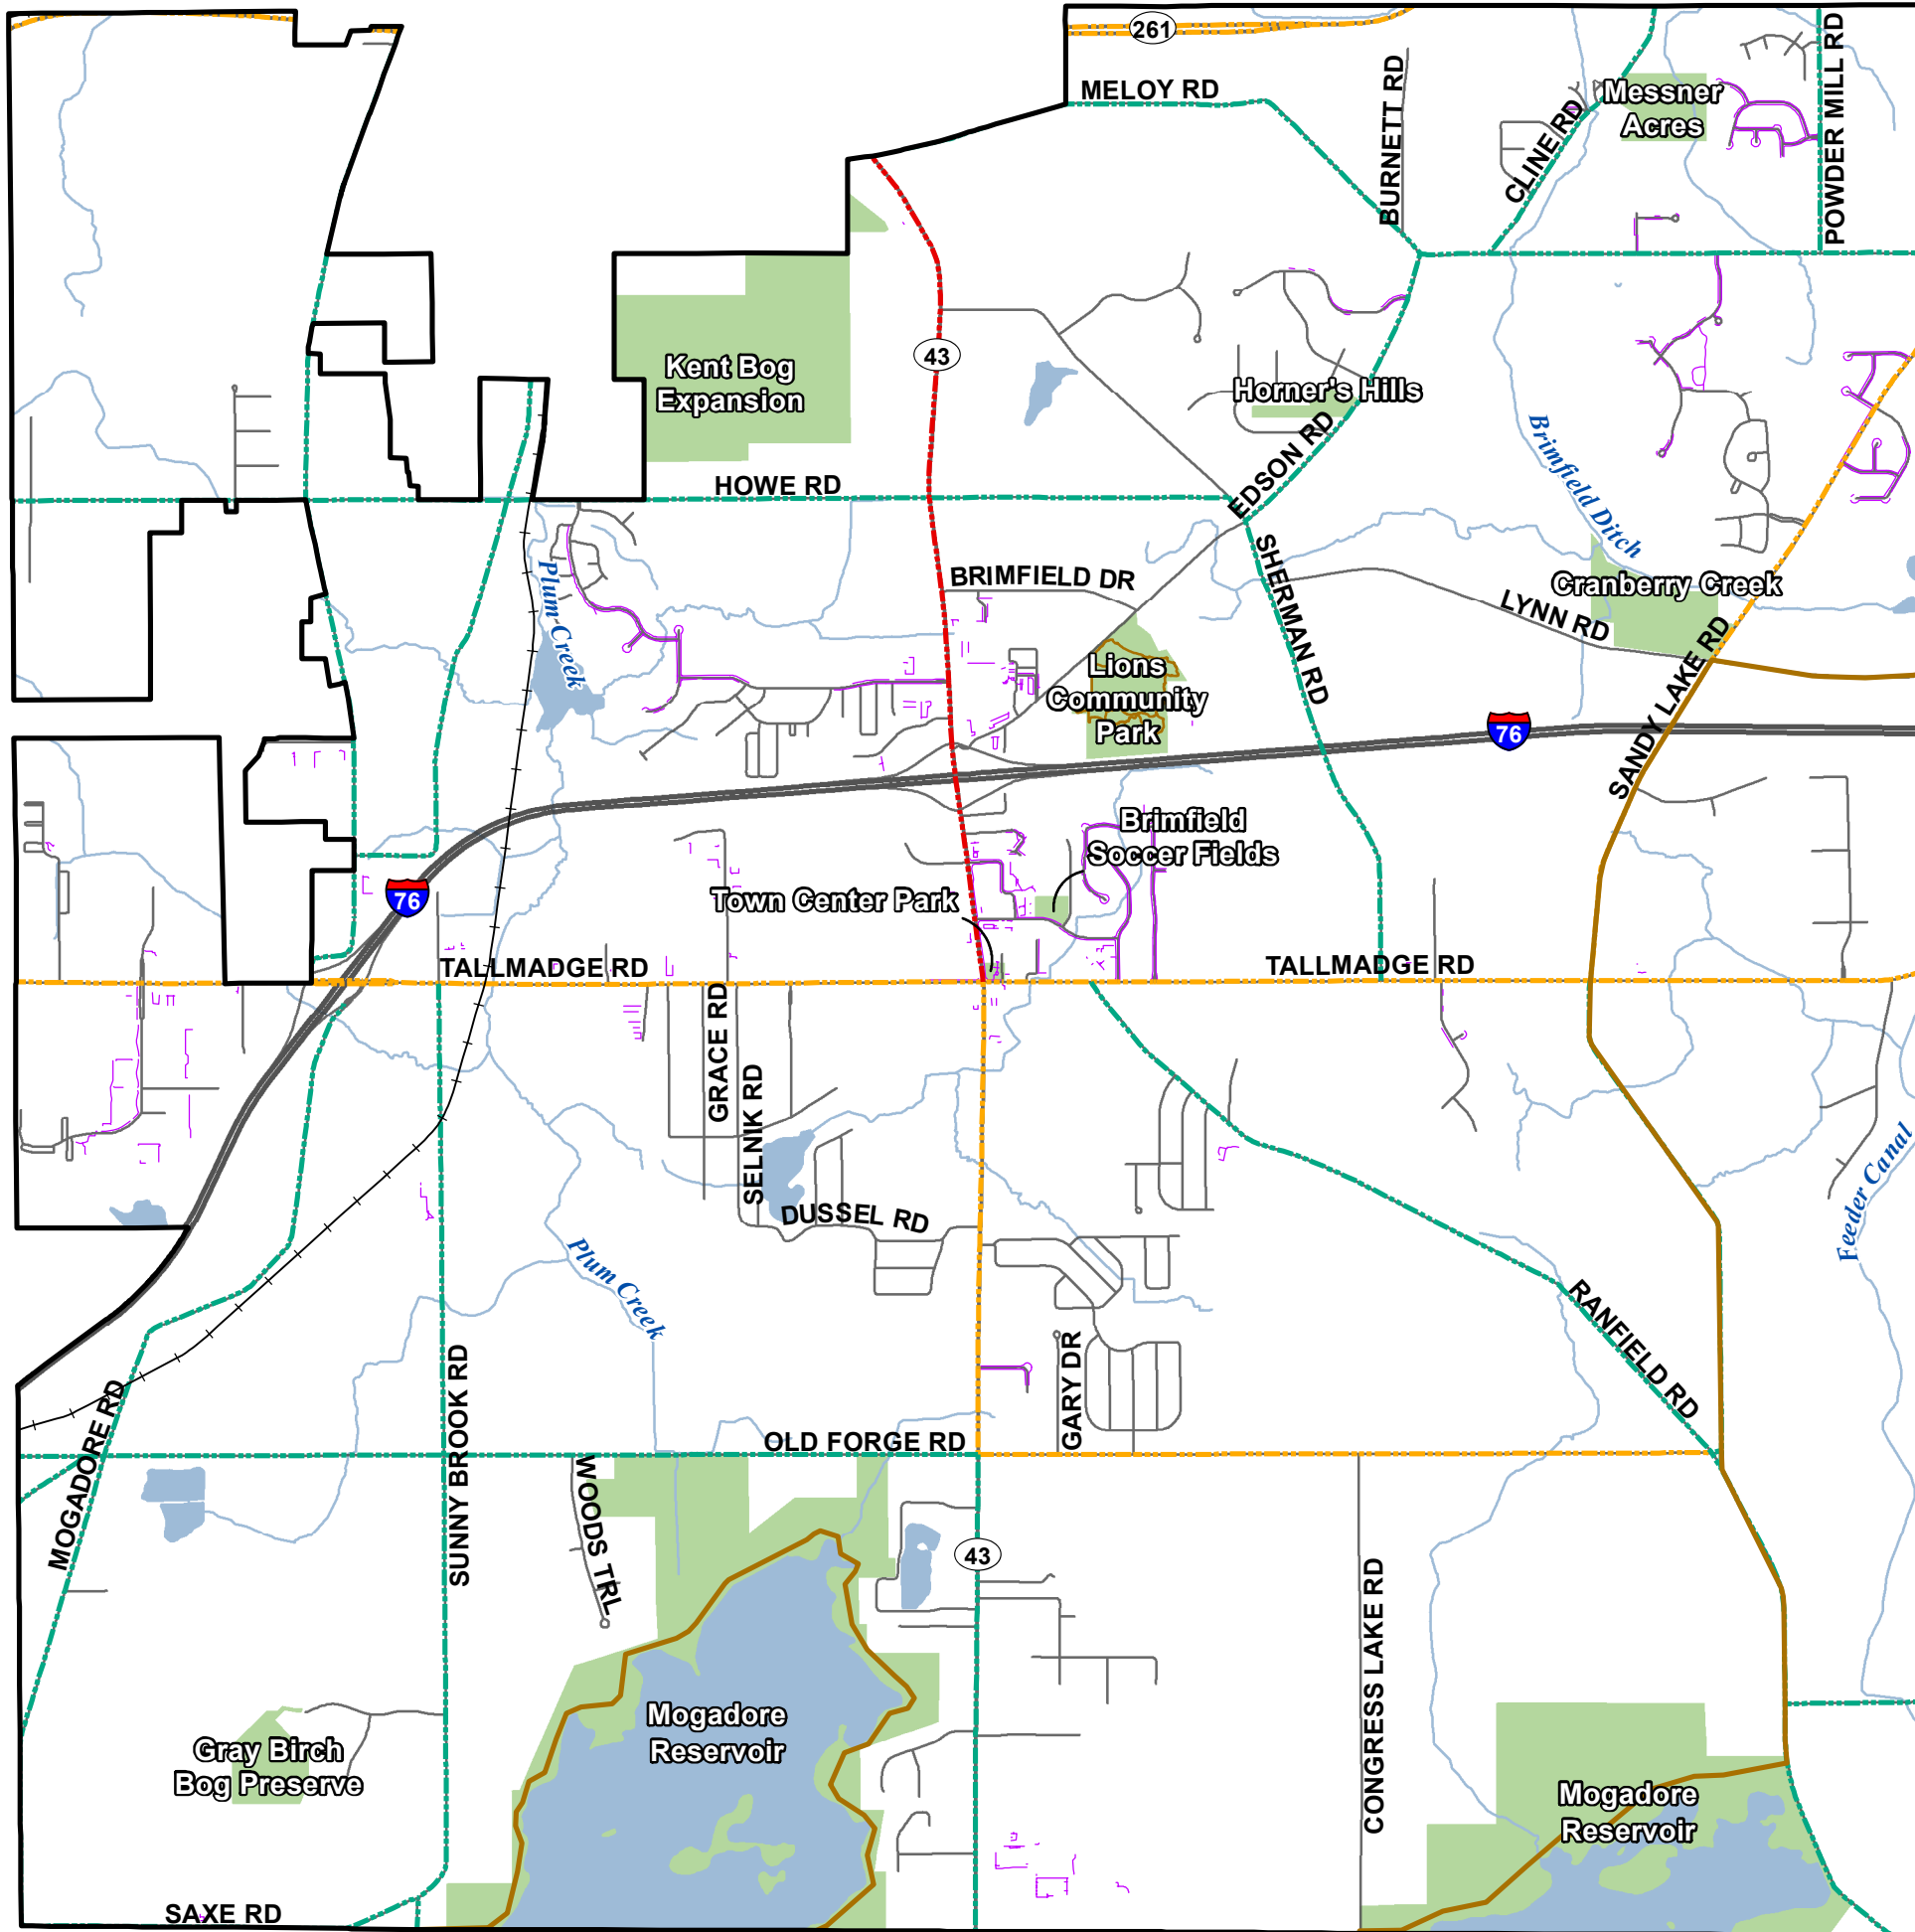 261
MELOY RD
BURNETT RD
CLINE RD
Messner
Acres
POWDER MILL RD
43
Kent Bog
Expansion
Horner's Hills
HOWE RD
EDSON RD
Brimfield Ditch
Plum Creek
BRIMFIELD DR
SHERMAN RD
Cranberry Creek
LYNN RD
Lions
Community
Park
SANDY LAKE RD
76
Brimfield
Soccer Fields
76
Town Center Park
TALLMADGE RD
TALLMADGE RD
GRACE RD
SELNIK RD
DUSSEL RD
Feeder Canal
Plum Creek
RANFIELD RD
GARY DR
MOGADORE RD
SUNNY BROOK RD
OLD FORGE RD
WOODS TRL
43
CONGRESS LAKE RD
Mogadore
Reservoir
Gray Birch
Bog Preserve
Mogadore
Reservoir
SAXE RD